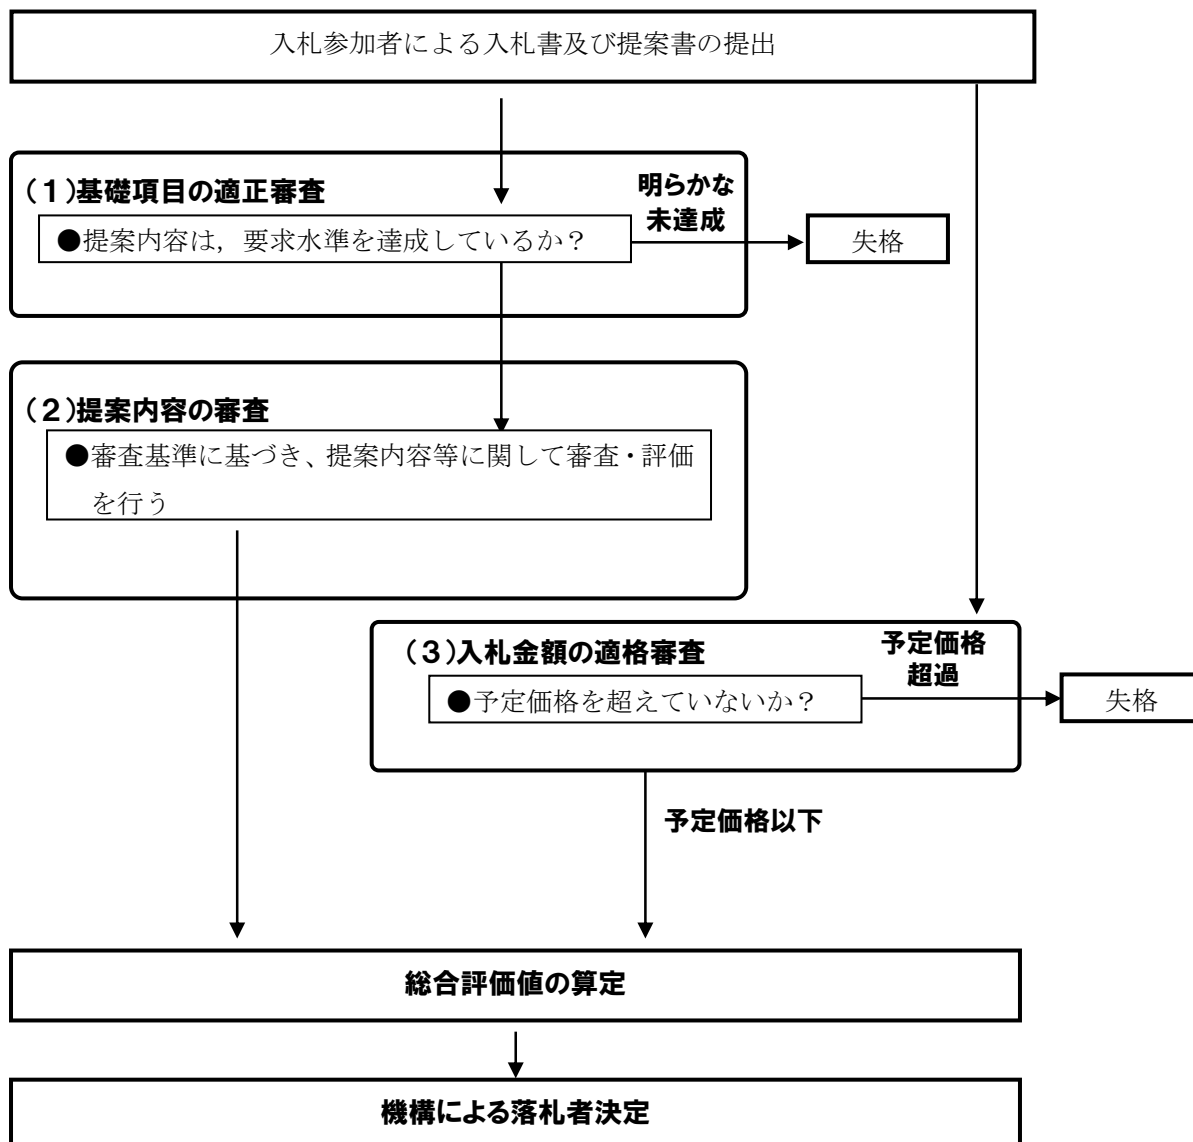 入札参加者による入札書及び提案書の提出
（１）基礎項目の適正審査
明らかな
未達成
●提案内容は，要求水準を達成しているか？
失格
（２）提案内容の審査
●審査基準に基づき、提案内容等に関して審査・評価
を行う
（３）入札金額の適格審査
予定価格
超過
●予定価格を超えていないか？
失格
予定価格以下
総合評価値の算定
機構による落札者決定